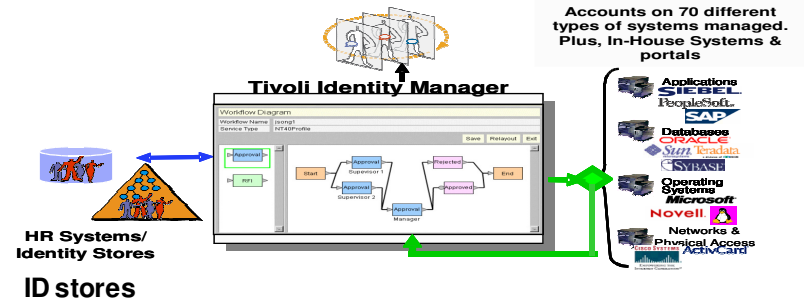 Accounts on 70 different
types of systems managed.
Plus, In-House Systems &
portals
Tivoli Identity Manager
Workflow Diagram
Workflow Name jsong1
Service Type NT40Profile
Save Relayout Exit
Approval
RFI
Start
Approval
Supervisor 1
Approval
Supervisor 2
Approval
Manager
Rejected
Approved
End
HR Systems/
Identity Stores
ID stores
Applications
SIEBEL
PeopleSoft.
SAP
Databases
ORACLE
Sun Teradata
SYBASE
Operating
Systems
Microsoft
Novell
Networks &
Physical Access
CISCO SYSTEMS ActivCard